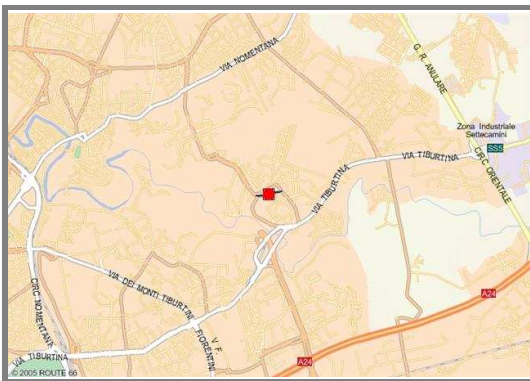 VIA NOMENTANA
G. R. ANULARE
Zona Industriale
Settecamini
SS5
VIA TIBURTINA
CIRC ORIENTALE
VIA TIBURTINA
VIA DEI MONTI TIBURTINI
V. F.
FIORENTINI
CIRC NOMENTANA
A24
A24
VIA TIBURTINA
© 2005 ROUTE 66